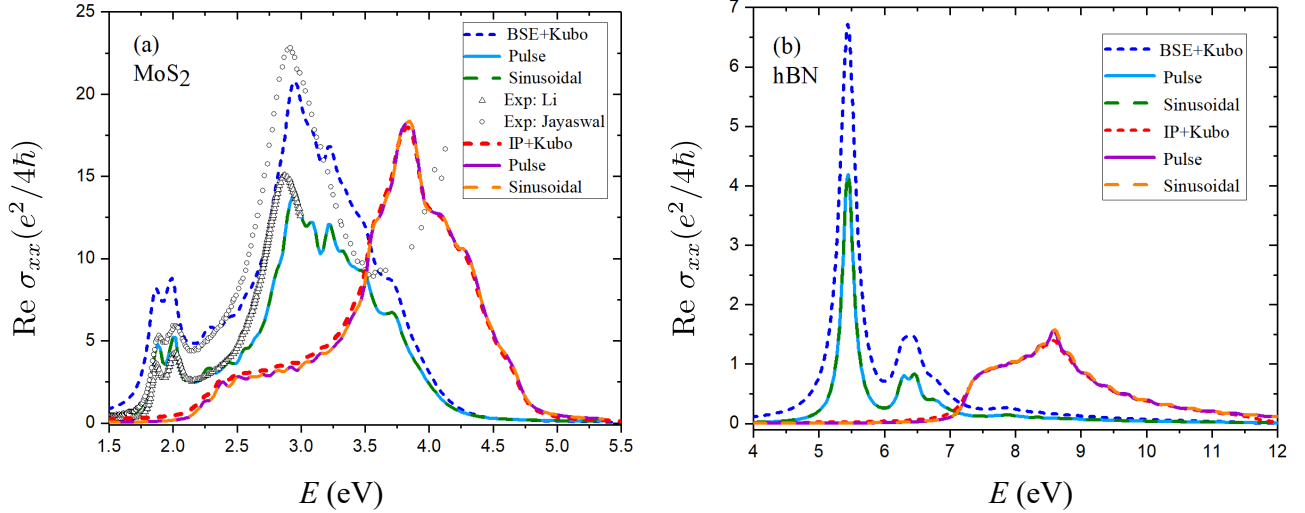 (a)
MoS2
BSE+Kubo
Pulse
Sinusoidal
Exp: Li
Exp: Jayaswal
IP+Kubo
Pulse
Sinusoidal
25
20
15
10
5
0
1.5 2.0 2.5 3.0 3.5 4.0 4.5 5.0 5.5
Re σxx(e²/4ℏ)
E (eV)
(b)
hBN
BSE+Kubo
Pulse
Sinusoidal
IP+Kubo
Pulse
Sinusoidal
7
6
5
4
3
2
1
0
4 5 6 7 8 9 10 11 12
Re σxx(e²/4ℏ)
E (eV)